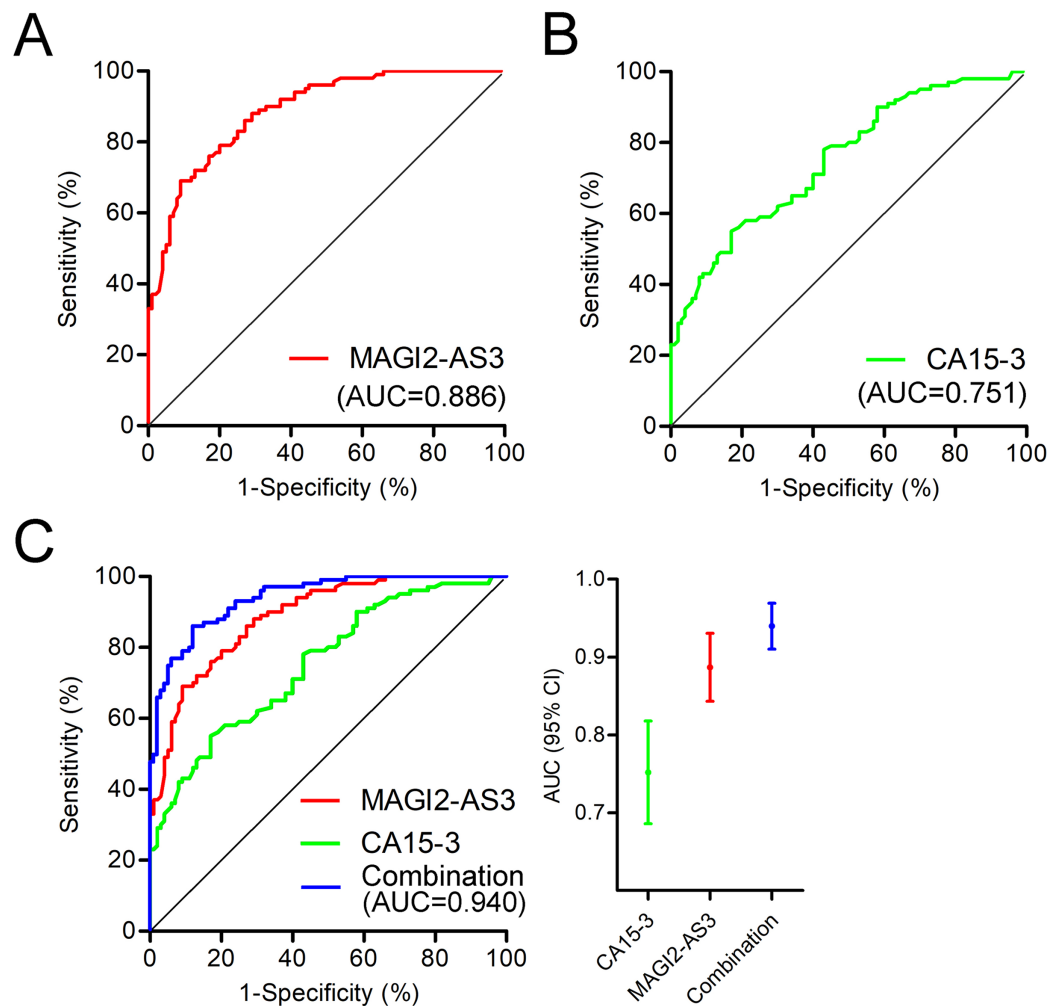 A
100
80
60
40
20
0
Sensitivity (%)
MAGI2-AS3
(AUC=0.886)
0 20 40 60 80 100
1-Specificity (%)
B
100
80
60
40
20
0
Sensitivity (%)
CA15-3
(AUC=0.751)
0 20 40 60 80 100
1-Specificity (%)
C
100
80
60
40
20
0
Sensitivity (%)
MAGI2-AS3
CA15-3
Combination
(AUC=0.940)
0 20 40 60 80 100
1-Specificity (%)
1.0
0.9
0.8
0.7
AUC (95% CI)
CA15-3
MAGI2-AS3
Combination